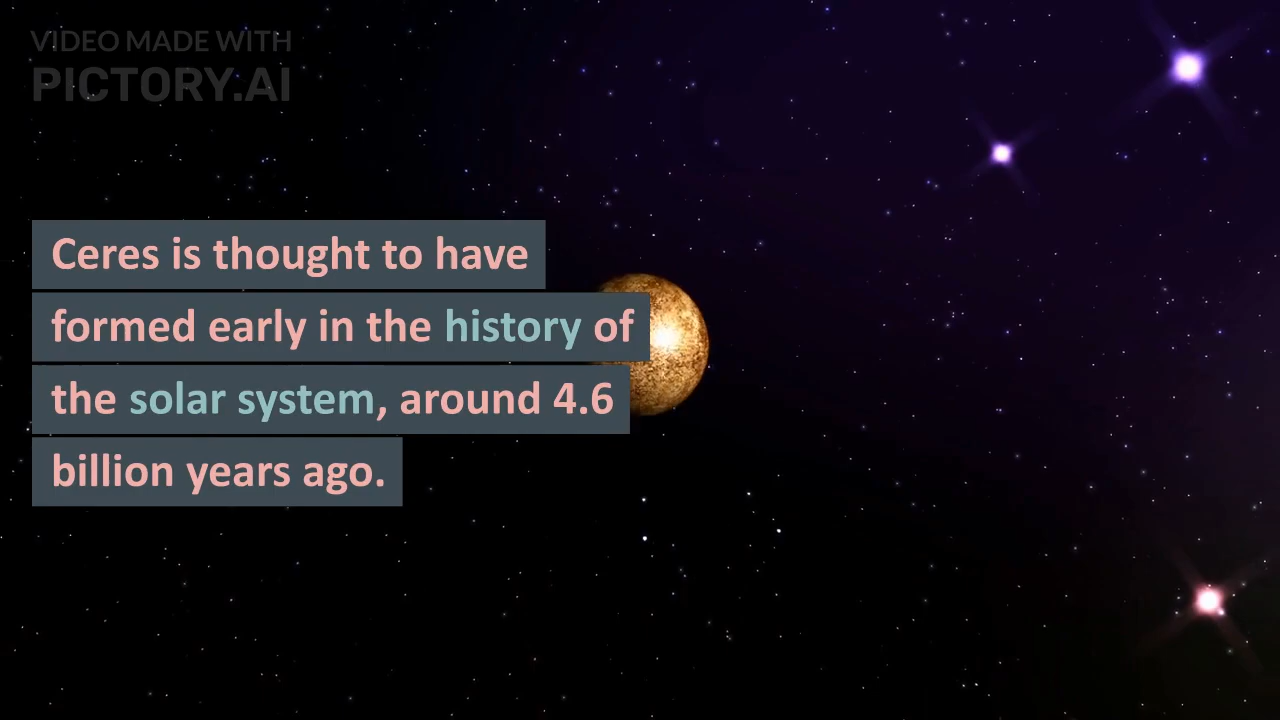 VIDEO MADE WITH
PICTORY.AI
Ceres is thought to have
formed early in the history of
the solar system, around 4.6
billion years ago.